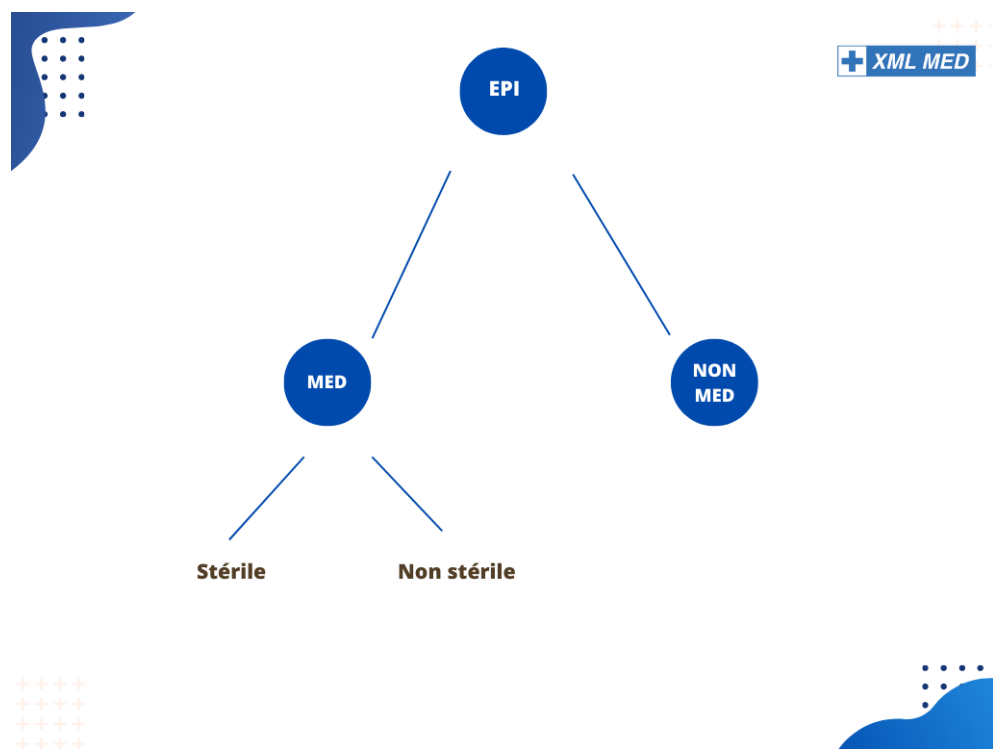 EPI
XML MED
MED
NON
MED
Stérile
Non stérile